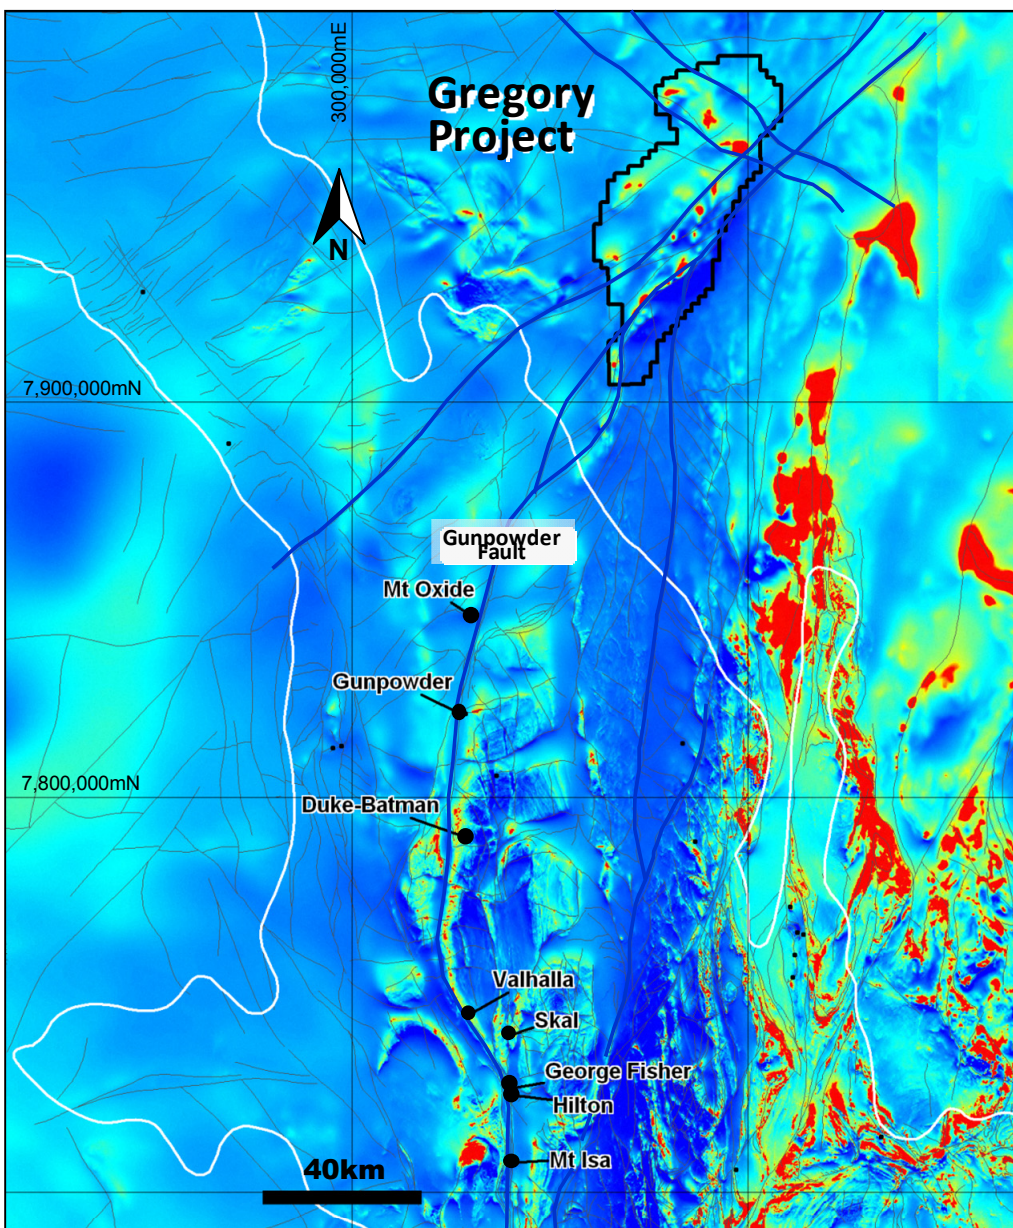 300,000mE
Gregory
Project
N
7,900,000mN
Gunpowder
Fault
Mt Oxide
Gunpowder
7,800,000mN
Duke-Batman
Valhalla
Skal
George Fisher
Hilton
Mt Isa
40km